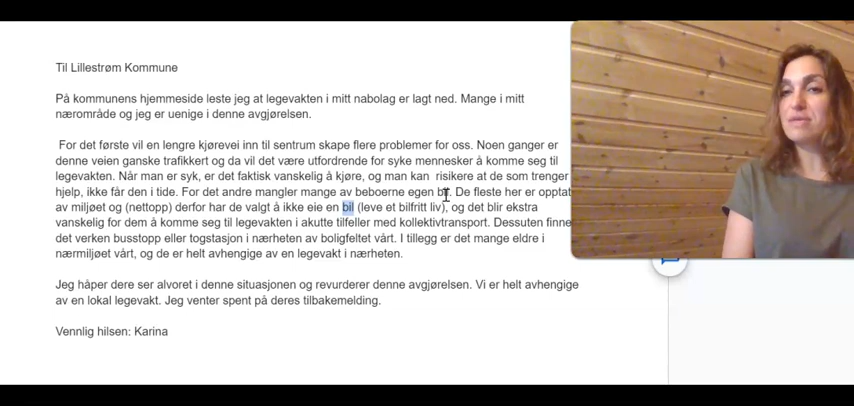 Til Lillestrøm Kommune
På kommunens hjemmeside leste jeg at legevakten i mitt nabolag er lagt ned. Mange i mitt
nærområde og jeg er uenige i denne avgjørelsen.
For det første vil en lengre kjørevei inn til sentrum skape flere problemer for oss. Noen ganger er
denne veien ganske trafikkert og da vil det være utfordrende for syke mennesker å komme seg til
legevakten. Når man er syk, er det faktisk vanskelig å kjøre, og man kan risikere at de som trenger
hjelp, ikke får den i tide. For det andre mangler mange av beboerne egen bil. De fleste her er opptat
av miljøet og (nettopp) derfor har de valgt å ikke eie en bil (leve et bilfritt liv), og det blir ekstra
vanskelig for dem å komme seg til legevakten i akutte tilfeller med kollektivtransport. Dessuten finne
det verken busstopp eller togstasjon i nærheten av boligfeltet vårt. I tillegg er det mange eldre i
nærmiljøet vårt, og de er helt avhengige av en legevakt i nærheten.
Jeg håper dere ser alvoret i denne situasjonen og revurderer denne avgjørelsen. Vi er helt avhengige
av en lokal legevakt. Jeg venter spent på deres tilbakemelding.
Vennlig hilsen: Karina